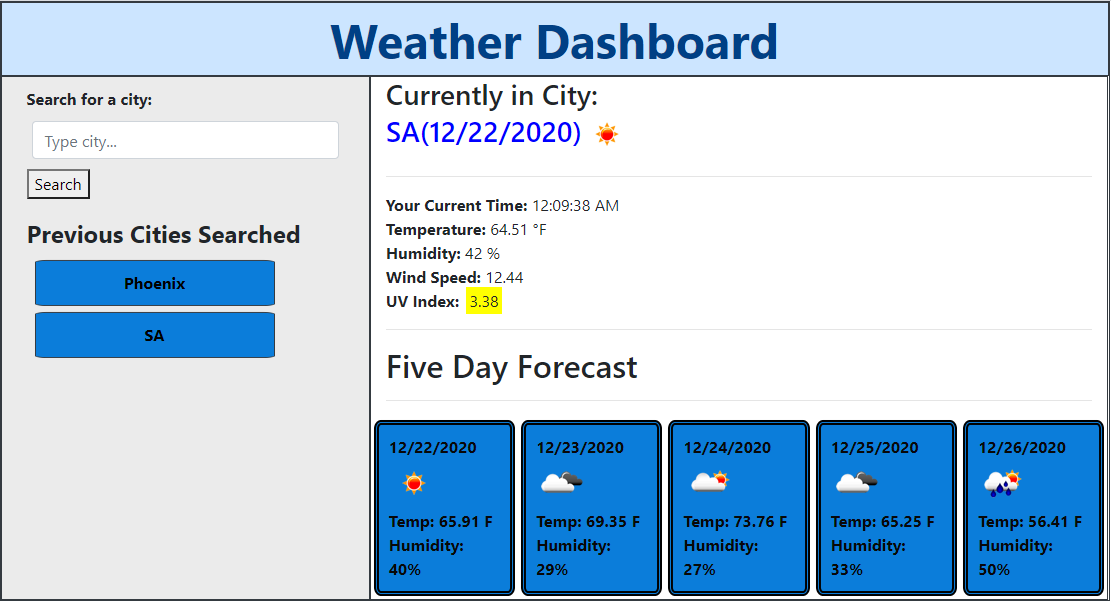 Weather Dashboard
Search for a city:
Type city...
Search
Previous Cities Searched
Phoenix
SA
Currently in City:
SA(12/22/2020)
Your Current Time: 12:09:38 AM
Temperature: 64.51 °F
Humidity: 42 %
Wind Speed: 12.44
UV Index: 3.38
Five Day Forecast
12/22/2020
Temp: 65.91 F
Humidity:
40%
12/23/2020
Temp: 69.35 F
Humidity:
29%
12/24/2020
Temp: 73.76 F
Humidity:
27%
12/25/2020
Temp: 65.25 F
Humidity:
33%
12/26/2020
Temp: 56.41 F
Humidity:
50%